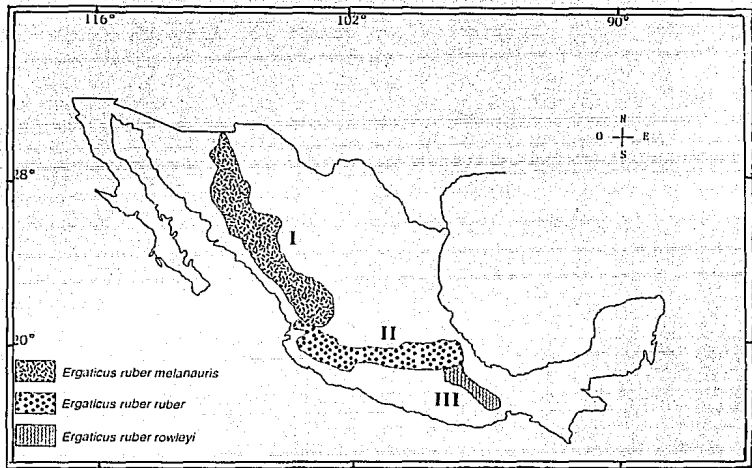 116° 102° 90°
N
O E
S
28°
I
20°
II
III
Ergaticus ruber melanauris
Ergaticus ruber ruber
Ergaticus ruber rowleyi